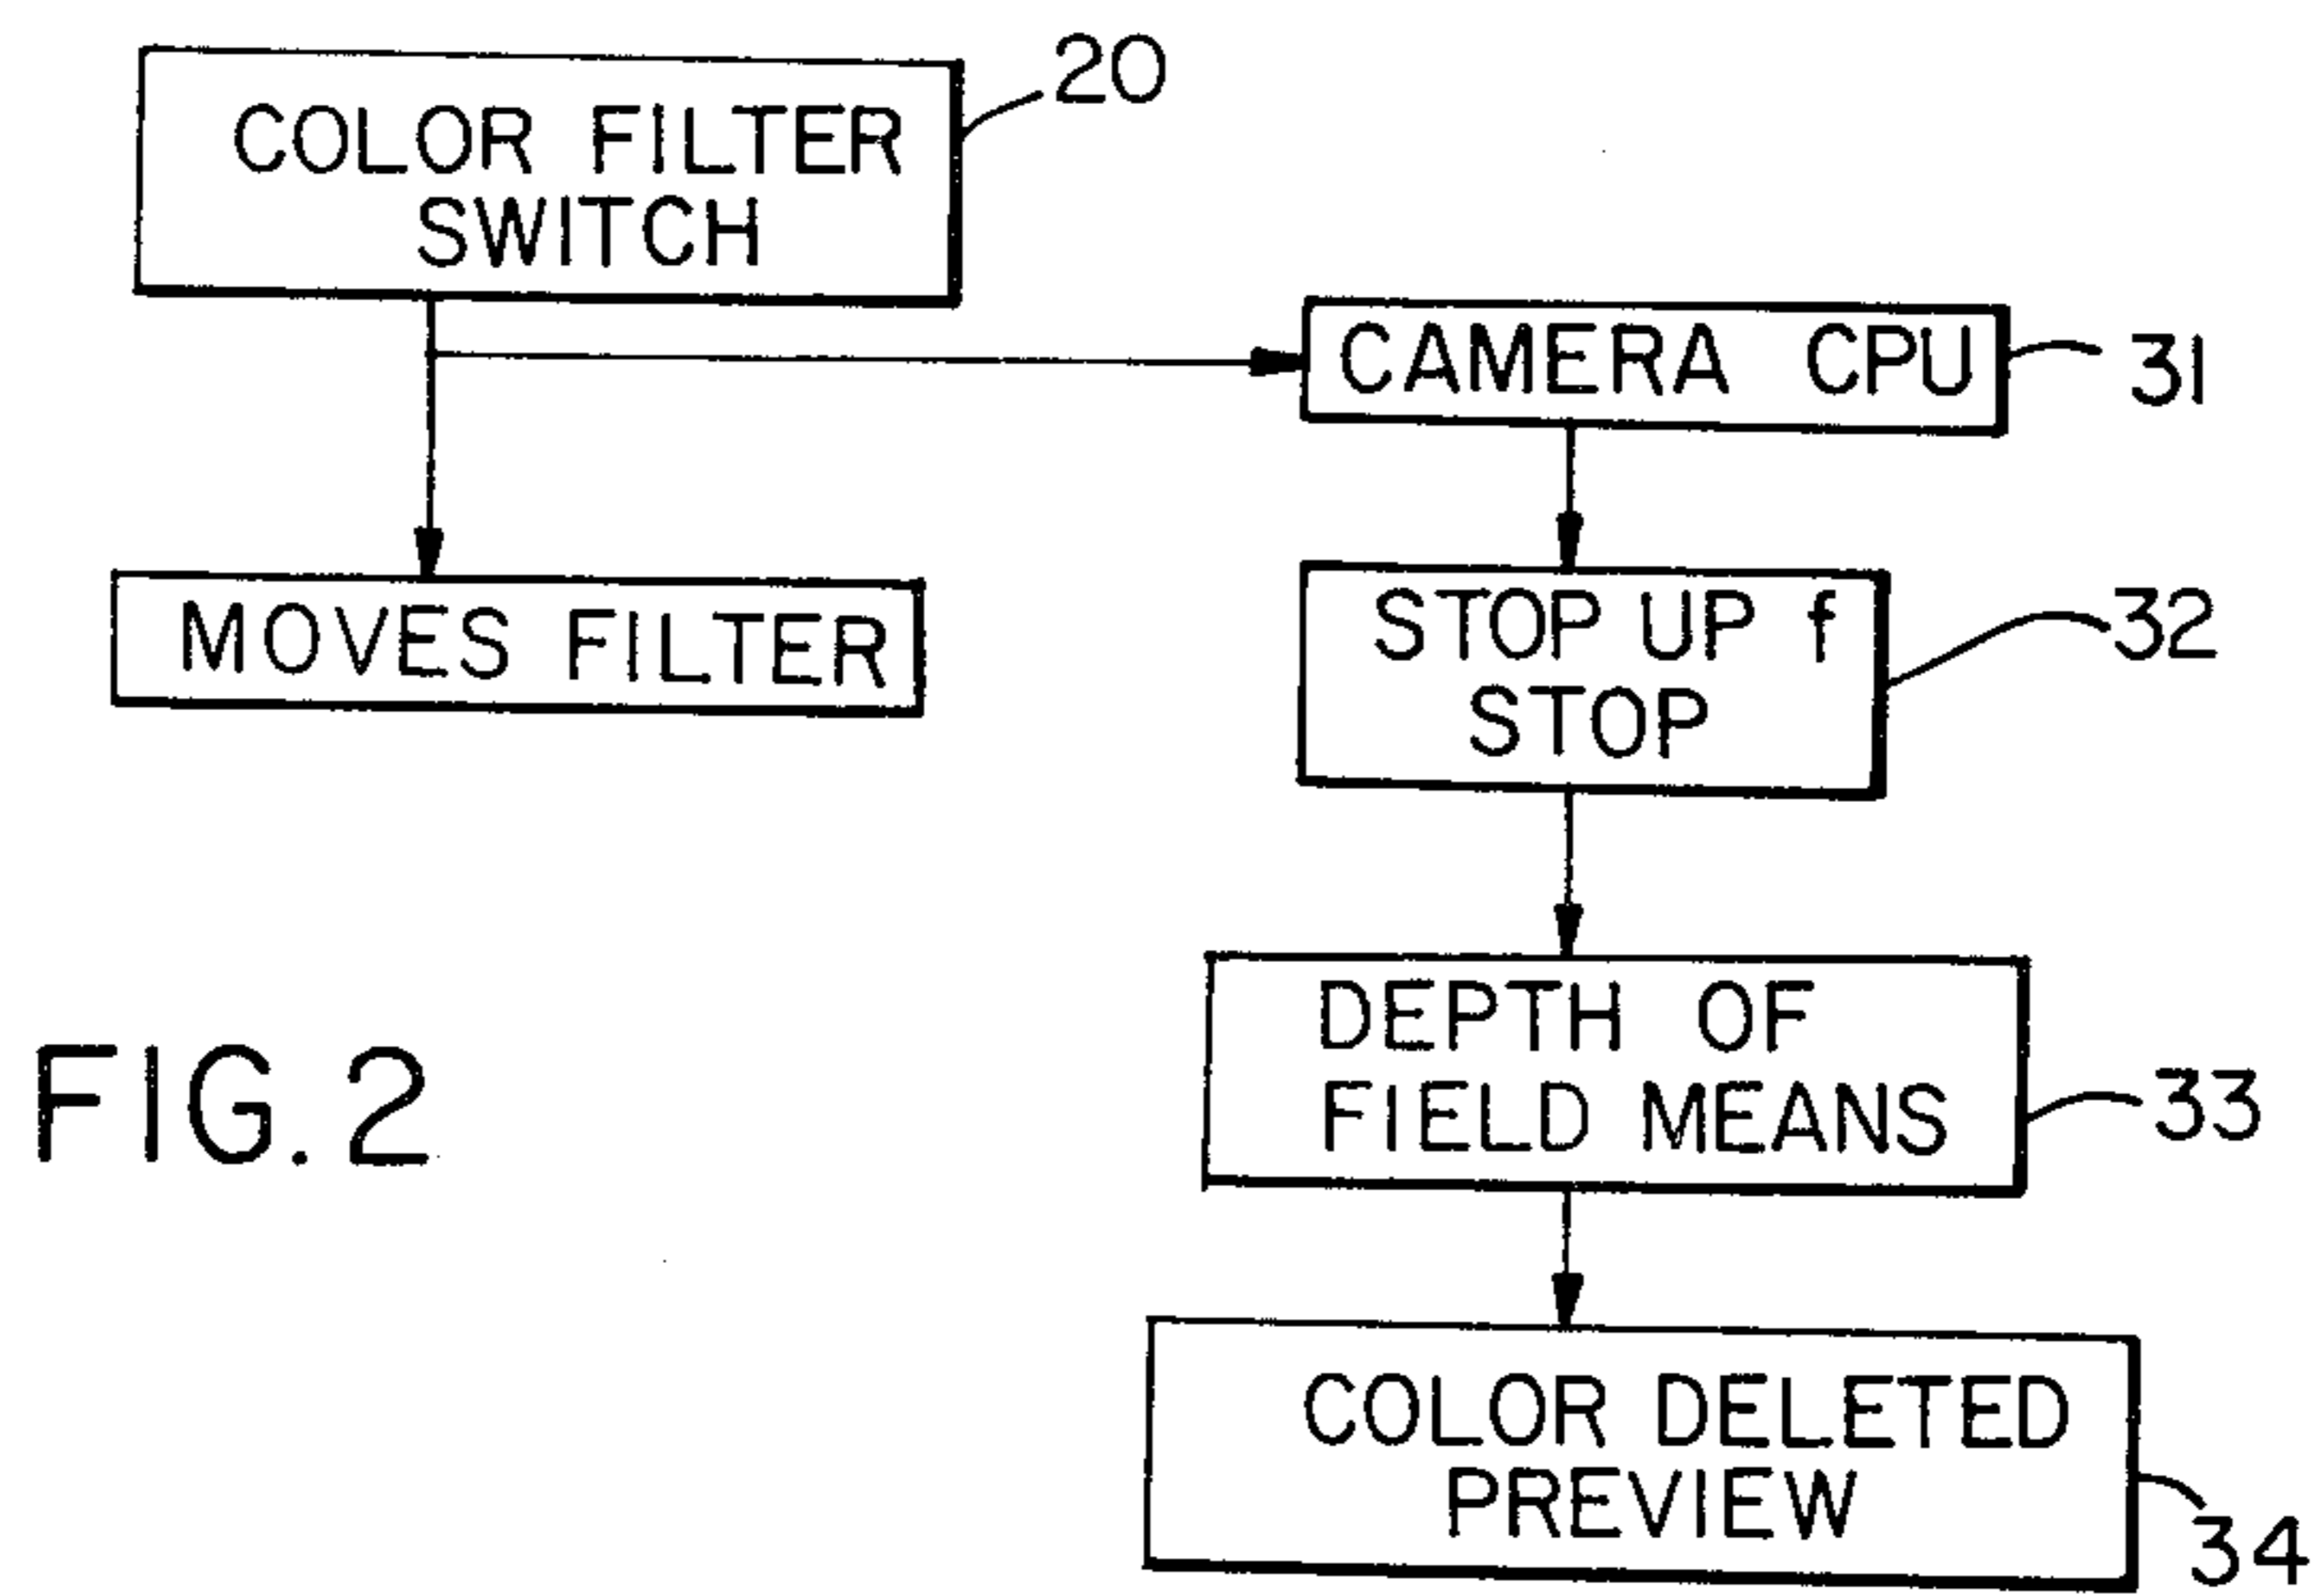 20
COLOR FILTER
SWITCH
CAMERA CPU
31
MOVES FILTER
STOP UP f
STOP
32
DEPTH OF
FIELD MEANS
33
FIG. 2
COLOR DELETED
PREVIEW
34